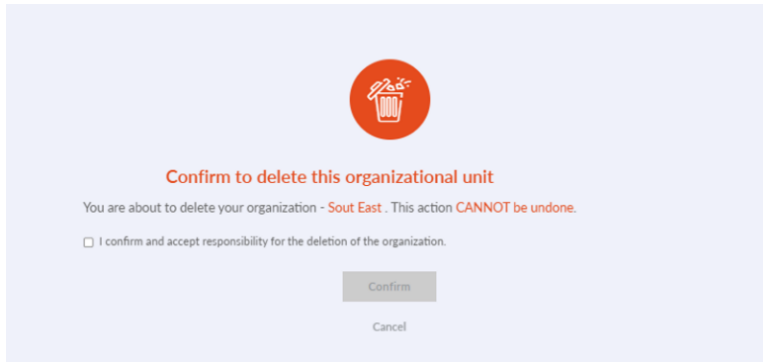 Confirm to delete this organizational unit
You are about to delete your organization - Sout East . This action CANNOT be undone.
I confirm and accept responsibility for the deletion of the organization.
Confirm
Cancel